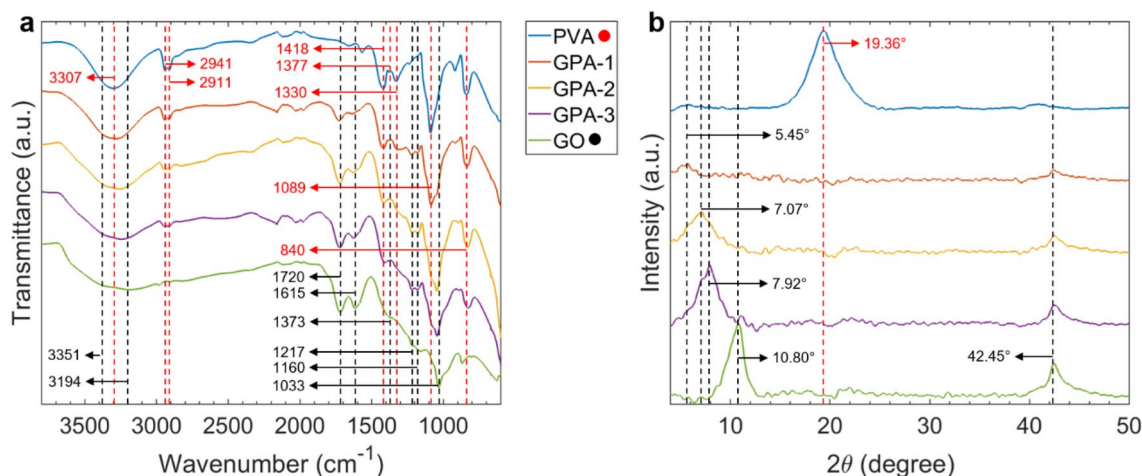 a
3307
2941
2911
1418
1377
1330
1089
840
1720
1615
1373
3351
3194
1217
1160
1033
Transmittance (a.u.)
3500 3000 2500 2000 1500 1000
Wavenumber (cm⁻¹)
PVA
GPA-1
GPA-2
GPA-3
GO
b
19.36°
5.45°
7.07°
7.92°
10.80°
42.45°
Intensity (a.u.)
10 20 30 40 50
2θ (degree)